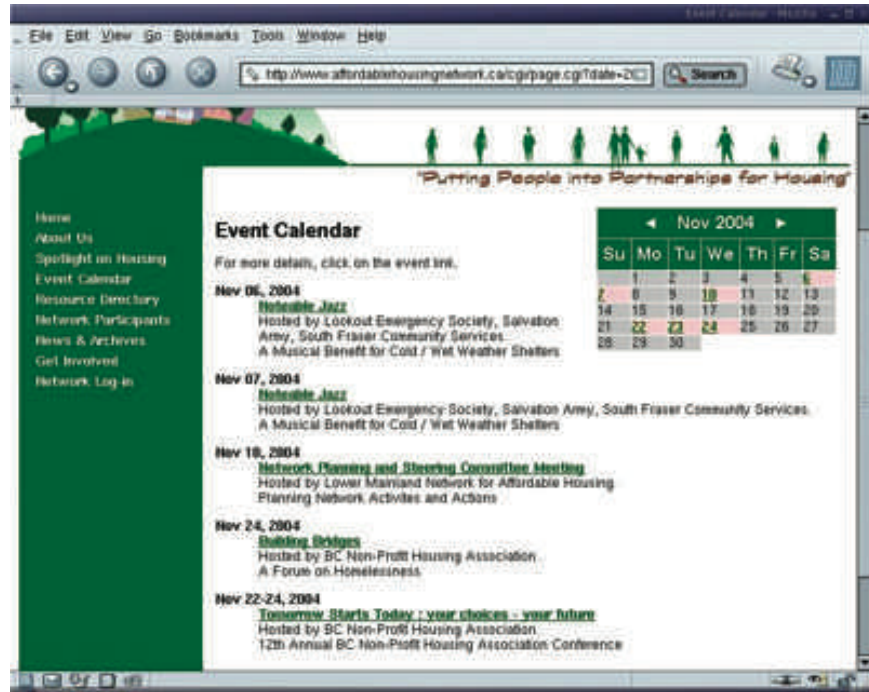 Event Calendar - Mozilla
File Edit View Go Bookmarks Tools Window Help
http://www.affordablehousingnetwork.ca/cgi/page.cgi?date=2
Search
"Putting People into Partnerships for Housing"
Home
About Us
Spotlight on Housing
Event Calendar
Resource Directory
Network Participants
News & Archives
Get Involved
Network Log-in
Event Calendar
For more details, click on the event link.
Nov 06, 2004
Noteable Jazz
Hosted by Lookout Emergency Society, Salvation
Army, South Fraser Community Services
A Musical Benefit for Cold / Wet Weather Shelters
Nov 07, 2004
Noteable Jazz
Hosted by Lookout Emergency Society, Salvation Army, South Fraser Community Services
A Musical Benefit for Cold / Wet Weather Shelters
Nov 10, 2004
Network Planning and Steering Committee Meeting
Hosted by Lower Mainland Network for Affordable Housing
Planning Network Activites and Actions
Nov 24, 2004
Building Bridges
Hosted by BC Non-Profit Housing Association
A Forum on Homelessness
Nov 22-24, 2004
Tomorrow Starts Today : your choices - your future
Hosted by BC Non-Profit Housing Association
12th Annual BC Non-Profit Housing Association Conference
Nov 2004
Su Mo Tu We Th Fr Sa
1 2 3 4 5 6
7 8 9 10 11 12 13
14 15 16 17 18 19 20
21 22 23 24 25 26 27
28 29 30